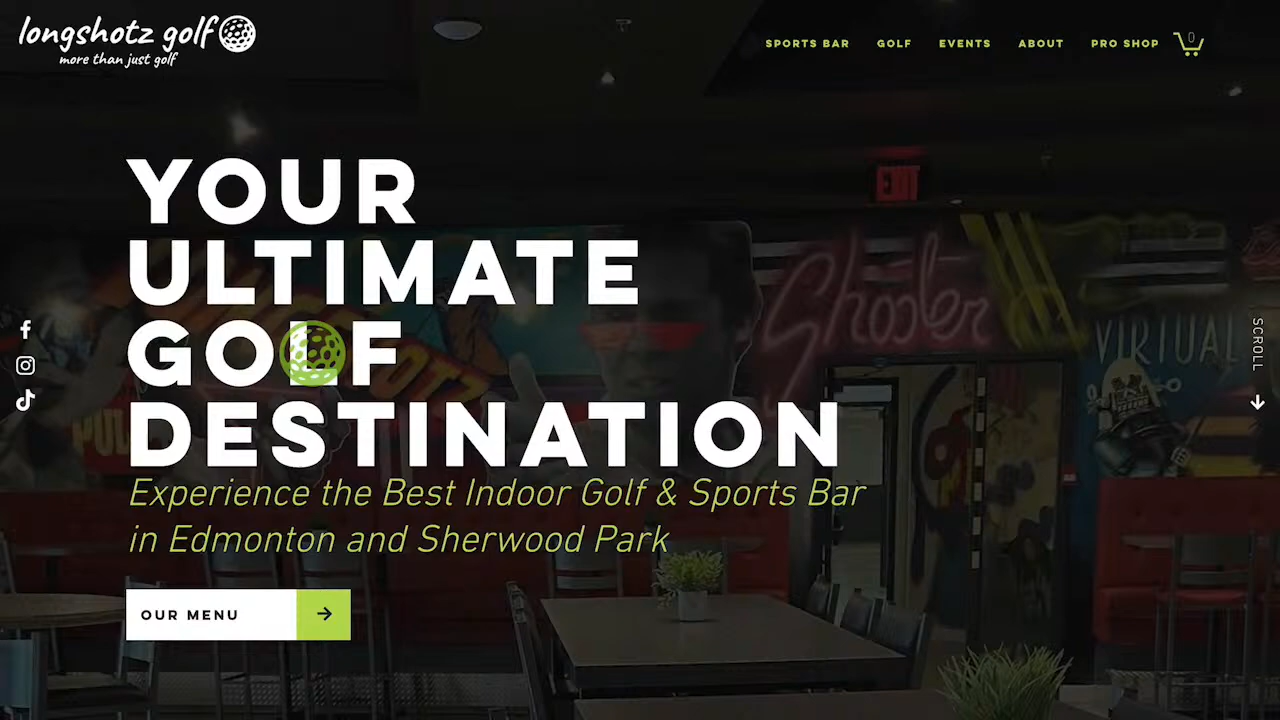 longshotz golf
more than just golf
SPORTS BAR
GOLF
EVENTS
ABOUT
PRO SHOP
0
EXIT
YOUR
ULTIMATE
GOLF
DESTINATION
Experience the Best Indoor Golf & Sports Bar
in Edmonton and Sherwood Park
OUR MENU
Shooter
VIRTUAL
SCROLL